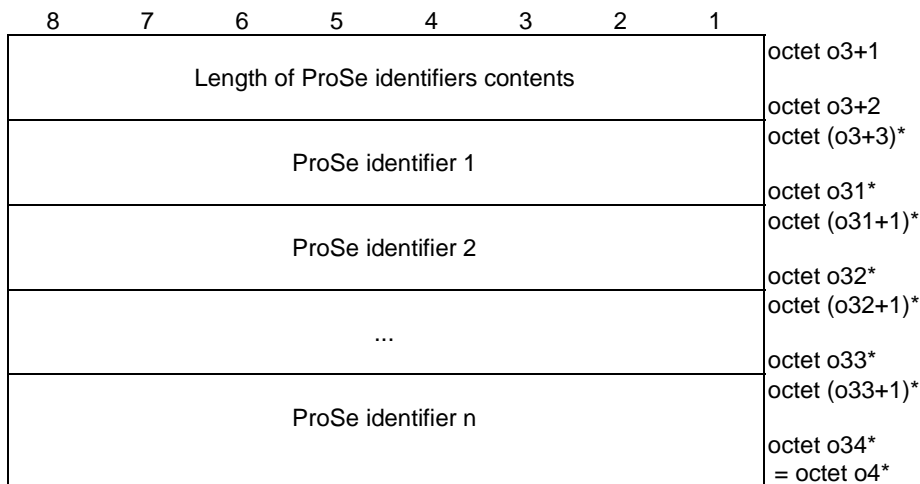 8 7 6 5 4 3 2 1
Length of ProSe identifiers contents
octet o3+1
octet o3+2
ProSe identifier 1
octet (o3+3)*
octet o31*
ProSe identifier 2
octet (o31+1)*
octet o32*
...
octet (o32+1)*
octet o33*
ProSe identifier n
octet (o33+1)*
octet o34*
= octet o4*